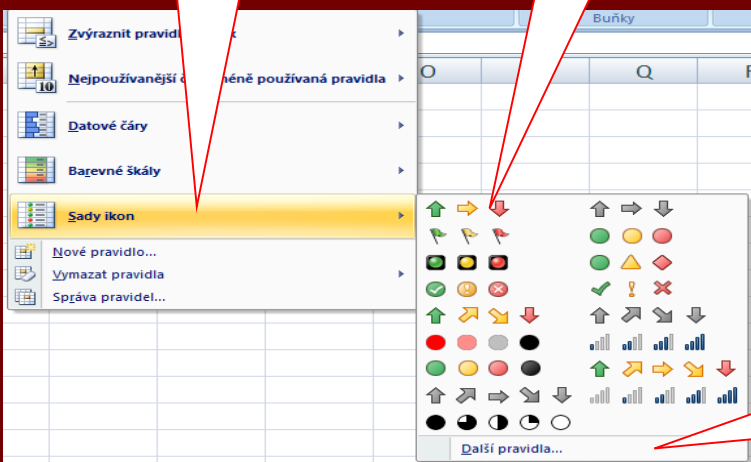 Buňky
Zvýraznit pravid k
Nejpoužívanější č méně používaná pravidla
O
Q
Datové čáry
Barevné škály
Sady ikon
Nové pravidlo...
Vymazat pravidla
Správa pravidel...
Další pravidla...